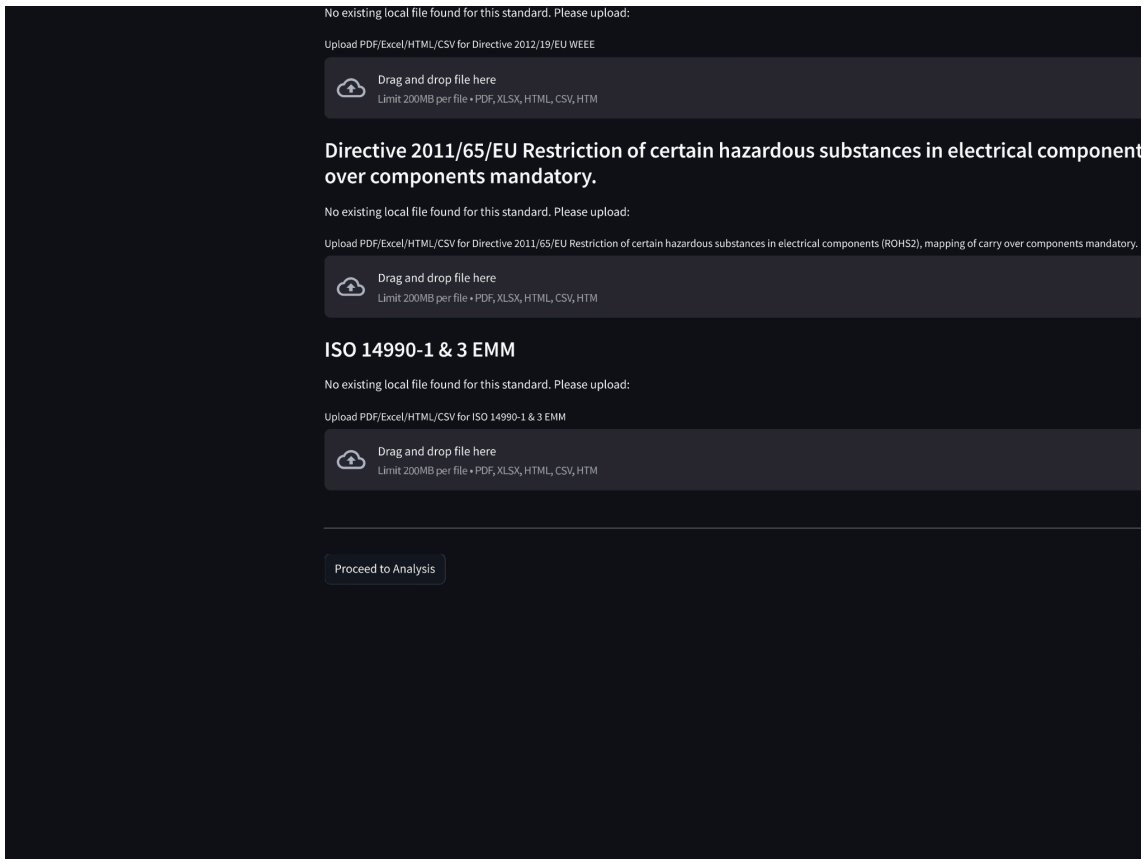 No existing local file found for this standard. Please upload:
Upload PDF/Excel/HTML/CSV for Directive 2012/19/EU WEEE
Drag and drop file here
Limit 200MB per file • PDF, XLSX, HTML, CSV, HTM
Directive 2011/65/EU Restriction of certain hazardous substances in electrical component
over components mandatory.
No existing local file found for this standard. Please upload:
Upload PDF/Excel/HTML/CSV for Directive 2011/65/EU Restriction of certain hazardous substances in electrical components (ROHS2), mapping of carry over components mandatory.
Drag and drop file here
Limit 200MB per file • PDF, XLSX, HTML, CSV, HTM
ISO 14990-1 & 3 EMM
No existing local file found for this standard. Please upload:
Upload PDF/Excel/HTML/CSV for ISO 14990-1 & 3 EMM
Drag and drop file here
Limit 200MB per file • PDF, XLSX, HTML, CSV, HTM
Proceed to Analysis